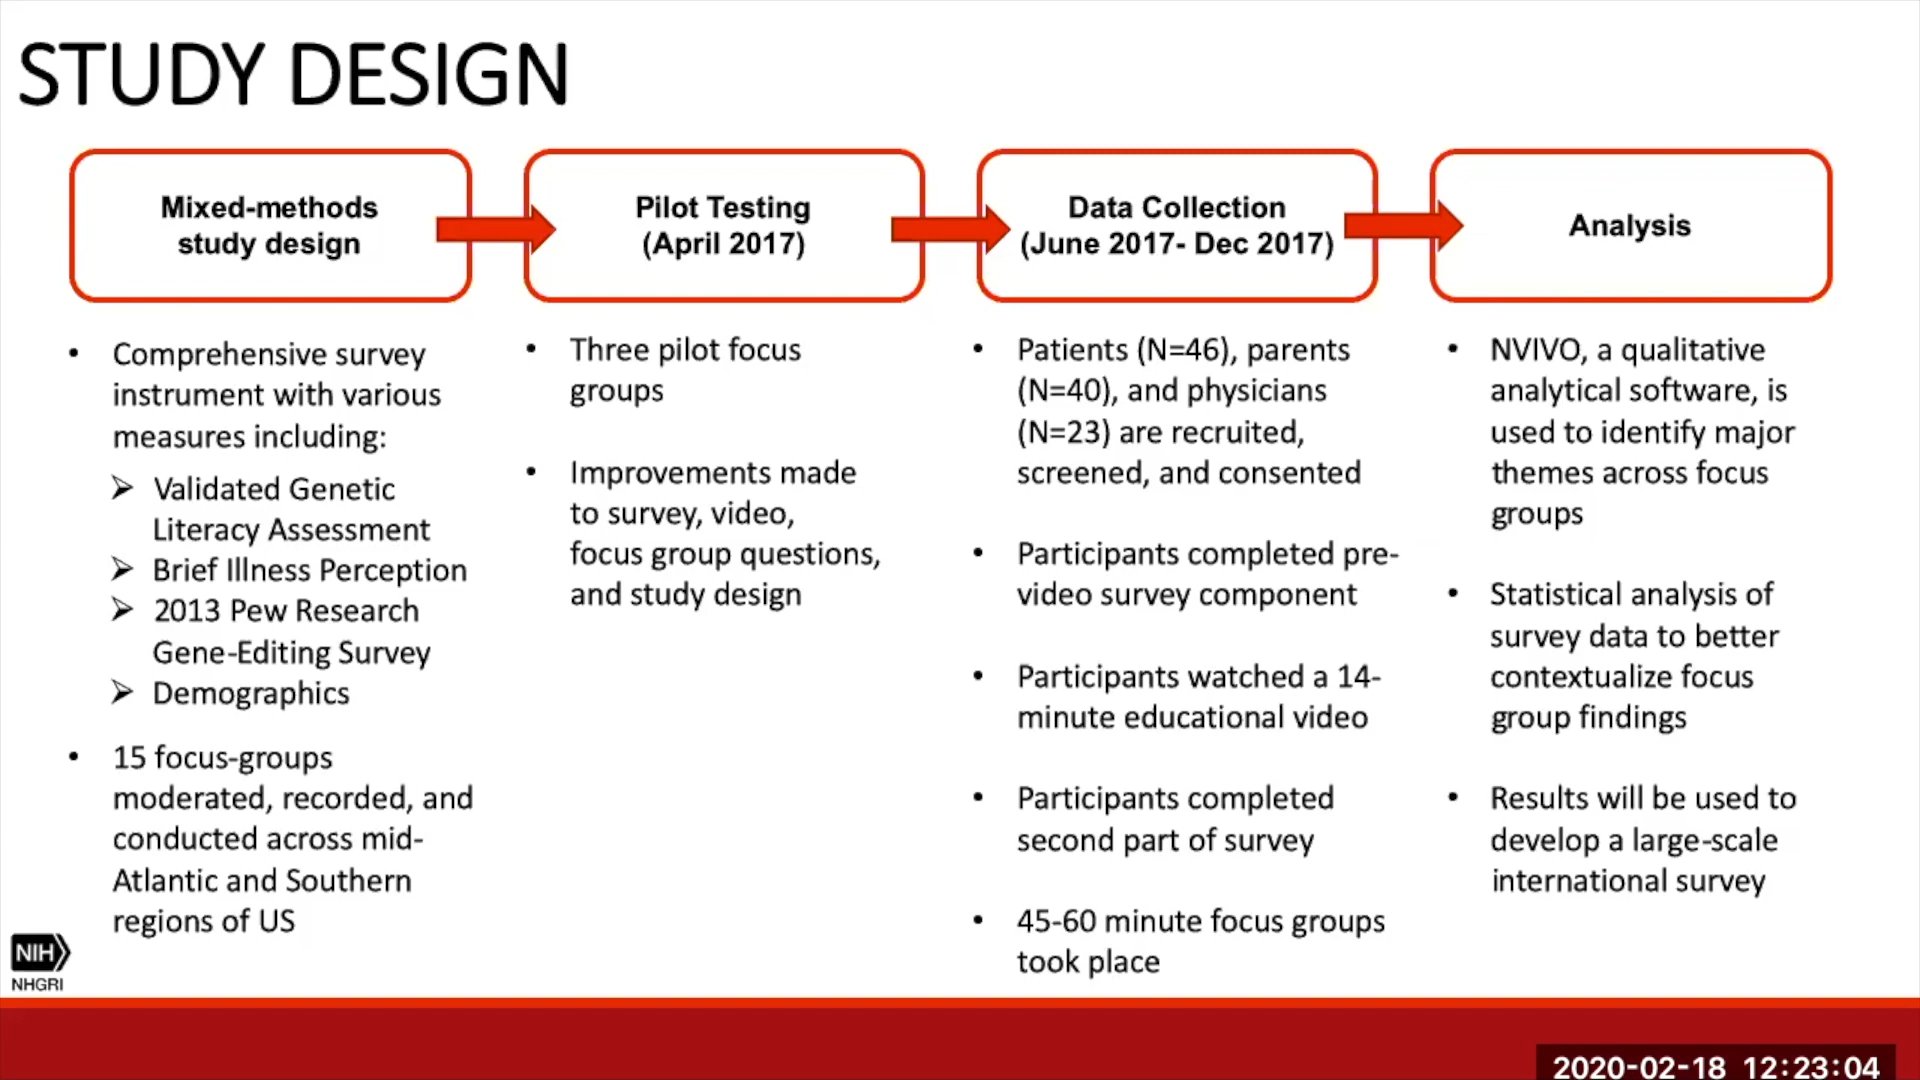 STUDY DESIGN
Mixed-methods
study design
Pilot Testing
(April 2017)
Data Collection
(June 2017- Dec 2017)
Analysis
• Comprehensive survey
instrument with various
measures including:
➢ Validated Genetic
Literacy Assessment
➢ Brief Illness Perception
➢ 2013 Pew Research
Gene-Editing Survey
➢ Demographics
• 15 focus-groups
moderated, recorded, and
conducted across mid-
Atlantic and Southern
regions of US
• Three pilot focus
groups
• Improvements made
to survey, video,
focus group questions,
and study design
• Patients (N=46), parents
(N=40), and physicians
(N=23) are recruited,
screened, and consented
• Participants completed pre-
video survey component
• Participants watched a 14-
minute educational video
• Participants completed
second part of survey
• 45-60 minute focus groups
took place
• NVIVO, a qualitative
analytical software, is
used to identify major
themes across focus
groups
• Statistical analysis of
survey data to better
contextualize focus
group findings
• Results will be used to
develop a large-scale
international survey
NIH
NHGRI
2020-02-18 12:23:04